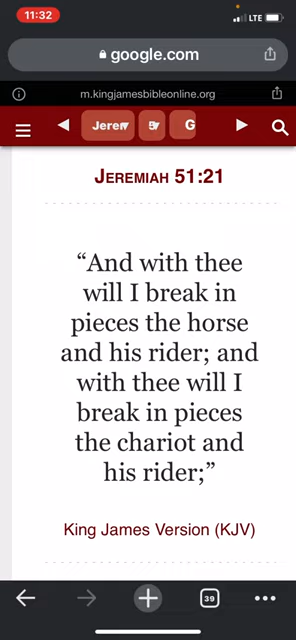 11:32
LTE
google.com
m.kingjamesbibleonline.org
G
JEREMIAH 51:21
“And with thee
will I break in
pieces the horse
and his rider; and
with thee will I
break in pieces
the chariot and
his rider;”
King James Version (KJV)
39